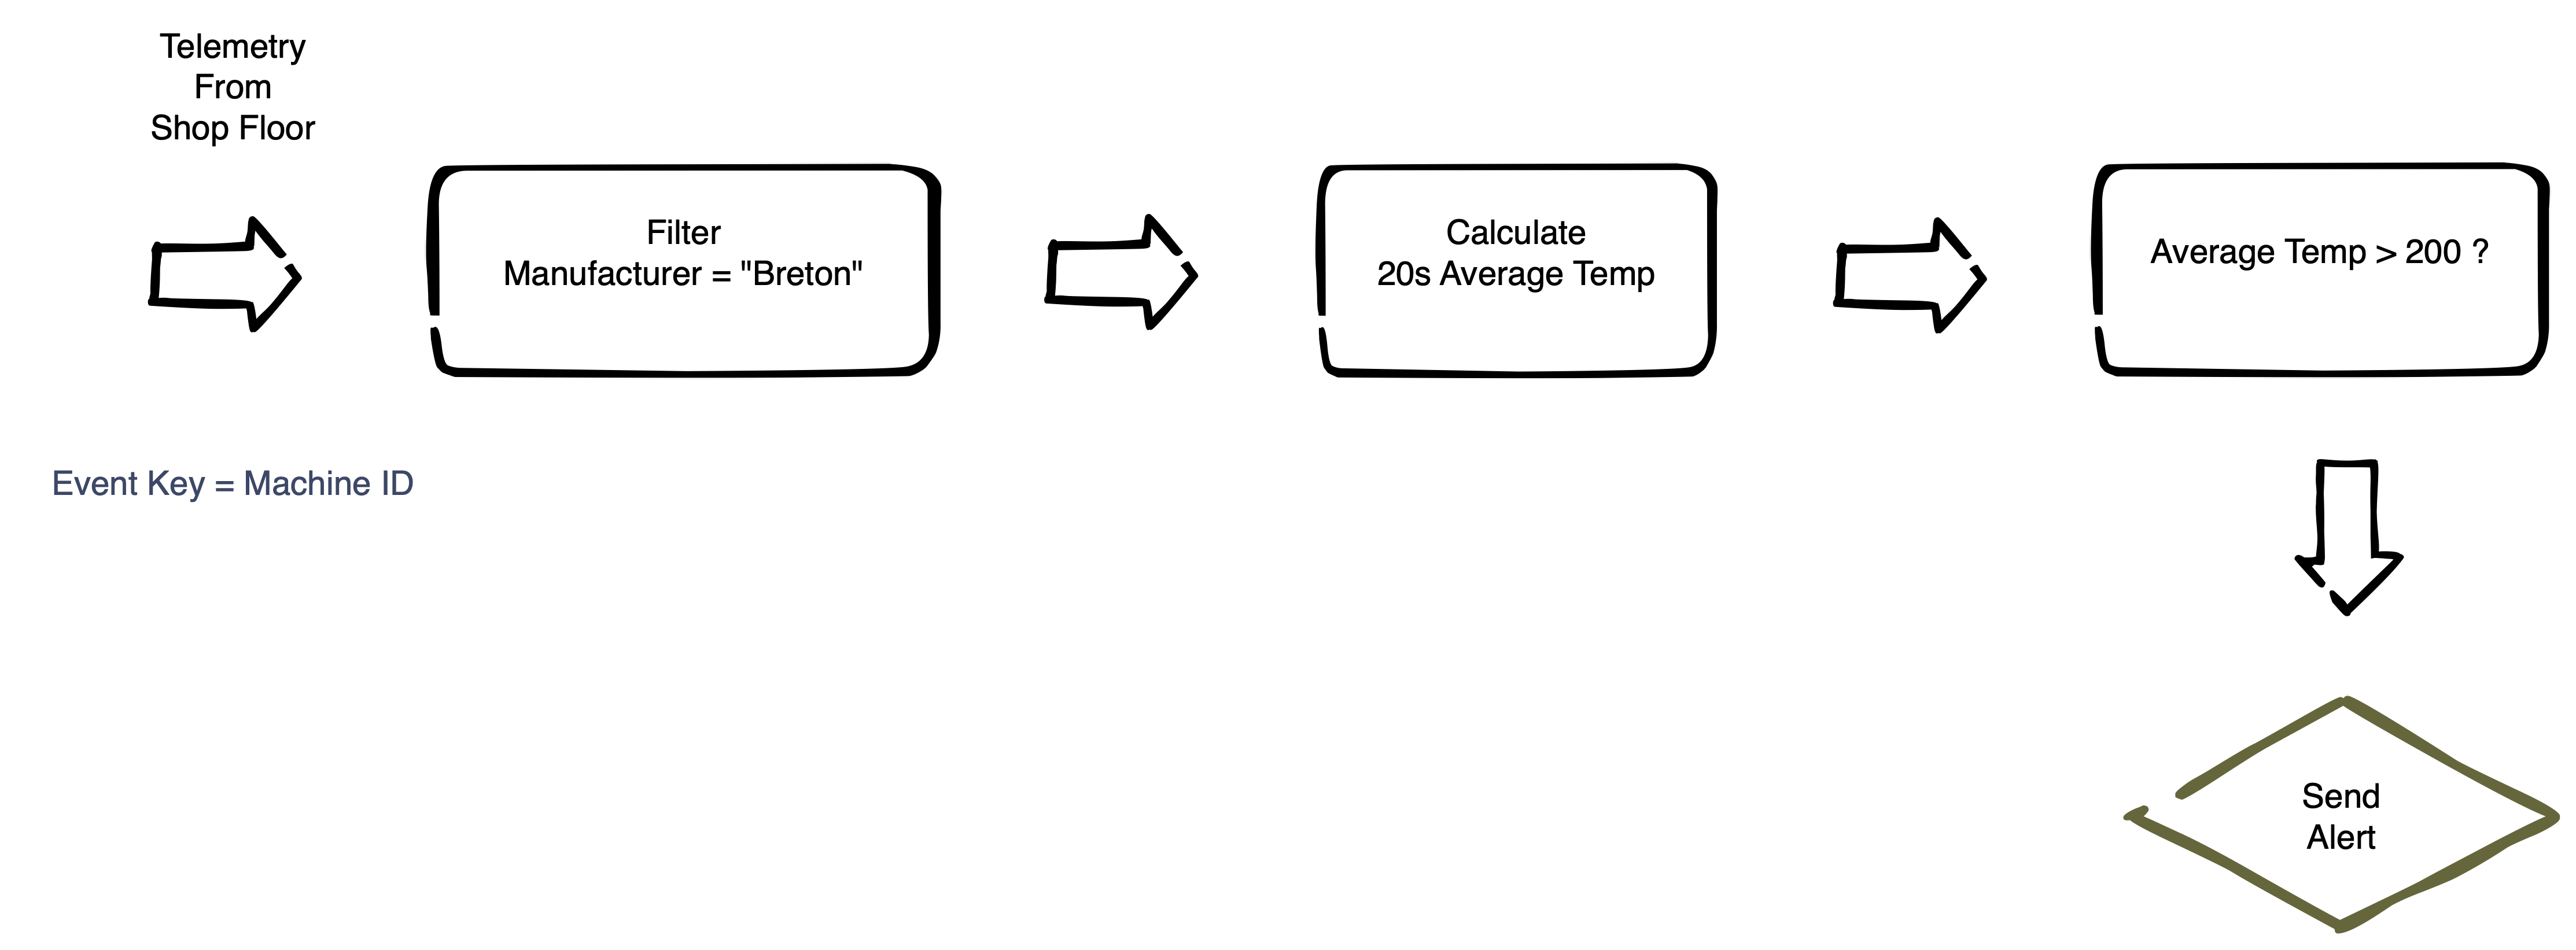 Telemetry
From
Shop Floor
Filter
Manufacturer = "Breton"
Calculate
20s Average Temp
Average Temp > 200 ?
Event Key = Machine ID
Send
Alert